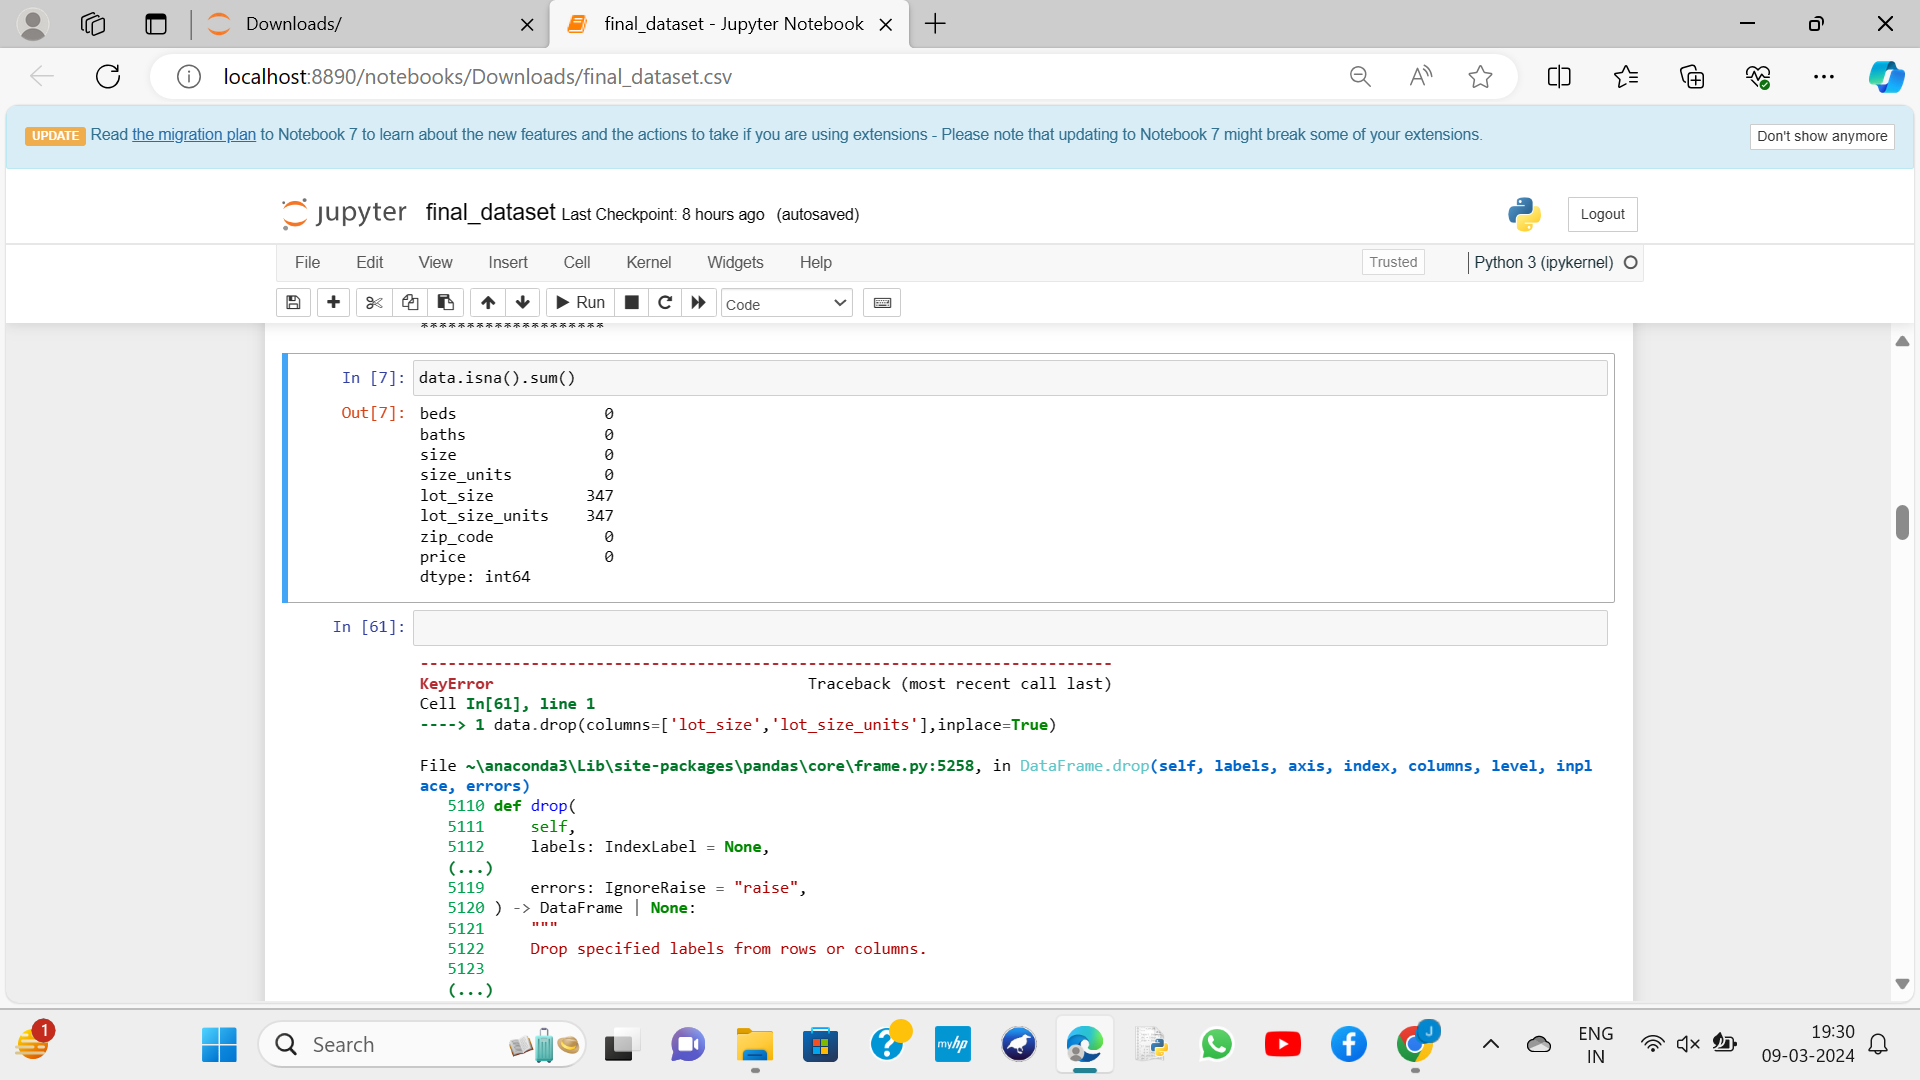 Downloads/
final_dataset - Jupyter Notebook
localhost:8890/notebooks/Downloads/final_dataset.csv
UPDATE Read the migration plan to Notebook 7 to learn about the new features and the actions to take if you are using extensions - Please note that updating to Notebook 7 might break some of your extensions.
Don't show anymore
jupyter final_dataset Last Checkpoint: 8 hours ago (autosaved)
Logout
File Edit View Insert Cell Kernel Widgets Help
Trusted
Python 3 (ipykernel)
Run
Code
********************
In [7]: data.isna().sum()
Out[7]: beds 0
baths 0
size 0
size_units 0
lot_size 347
lot_size_units 347
zip_code 0
price 0
dtype: int64
In [61]:
---------------------------------------------------------------------------
KeyError Traceback (most recent call last)
Cell In[61], line 1
----> 1 data.drop(columns=['lot_size','lot_size_units'],inplace=True)
File ~\anaconda3\Lib\site-packages\pandas\core\frame.py:5258, in DataFrame.drop(self, labels, axis, index, columns, level, inpl
ace, errors)
5110 def drop(
5111 self,
5112 labels: IndexLabel = None,
(...)
5119 errors: IgnoreRaise = "raise",
5120 ) -> DataFrame | None:
5121 """
5122 Drop specified labels from rows or columns.
5123
(...)
1
Search
myhp
J
ENG
IN
19:30
09-03-2024